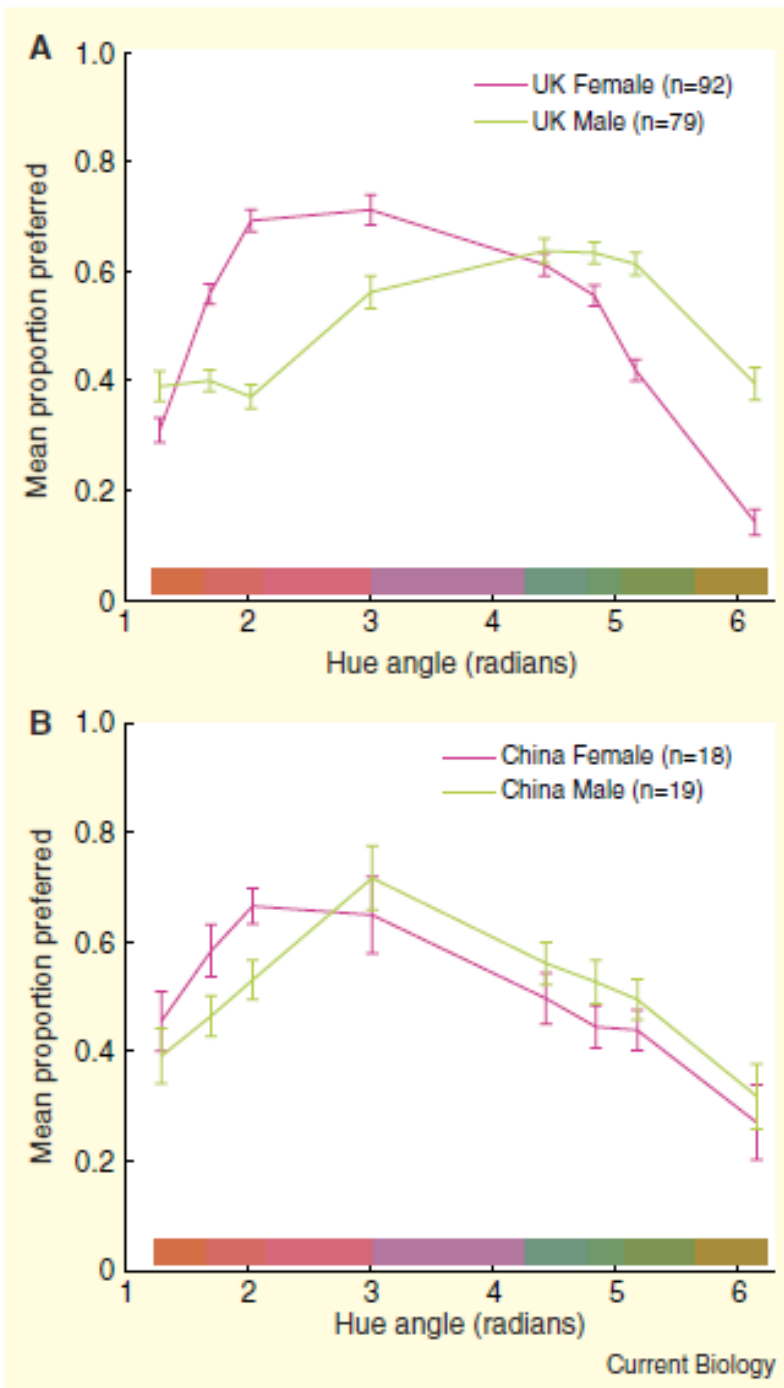 A
1.0
UK Female (n=92)
UK Male (n=79)
0.8
0.6
0.4
0.2
0
Mean proportion preferred
1 2 3 4 5 6
Hue angle (radians)
B
1.0
China Female (n=18)
China Male (n=19)
0.8
0.6
0.4
0.2
0
Mean proportion preferred
1 2 3 4 5 6
Hue angle (radians)
Current Biology